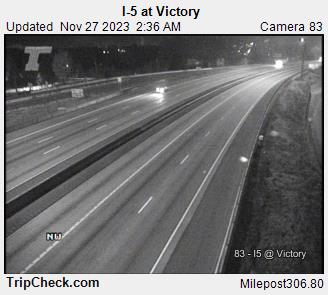 I-5 at Victory
Updated Nov 27 2023 2:36 AM Camera 83
T
NW
83 - I5 @ Victory
TripCheck.com Milepost306.80